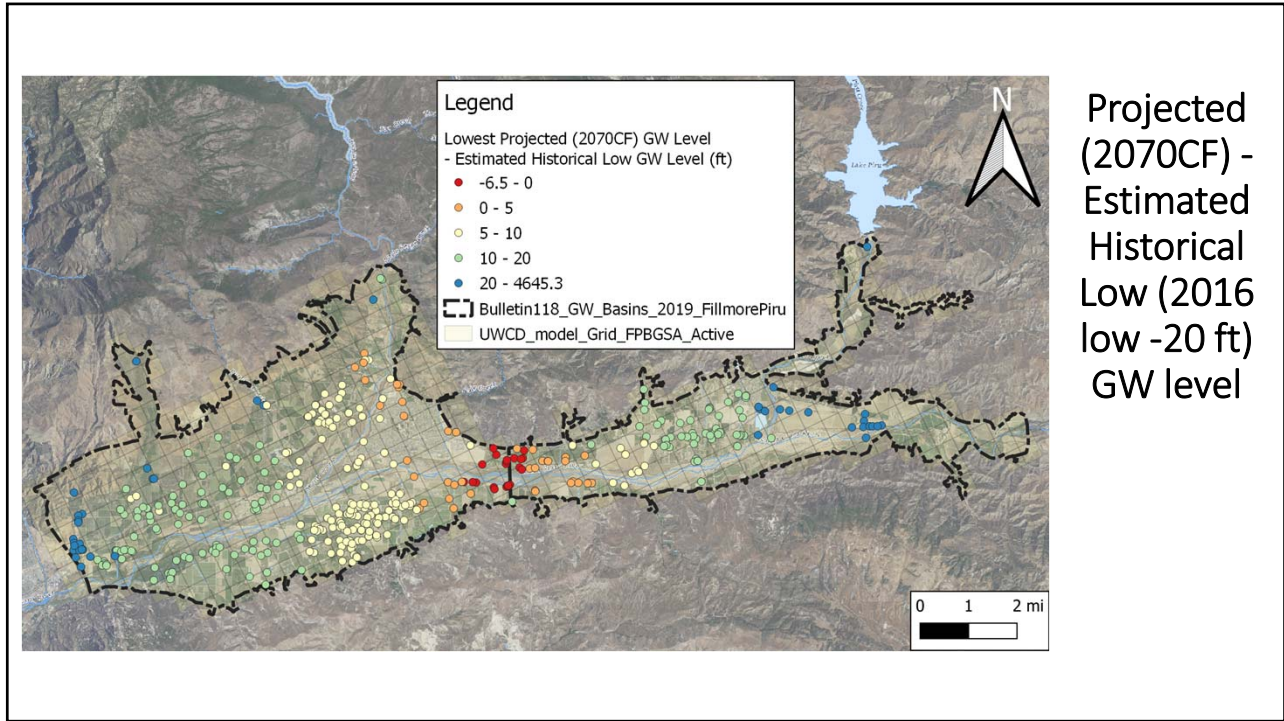 Legend
Lowest Projected (2070CF) GW Level
- Estimated Historical Low GW Level (ft)
-6.5 - 0
0 - 5
5 - 10
10 - 20
20 - 4645.3
Bulletin118_GW_Basins_2019_FillmorePiru
UWCD_model_Grid_FPBGSA_Active
N
Lake Piru
0 1 2 mi
Projected
(2070CF) -
Estimated
Historical
Low (2016
low -20 ft)
GW level